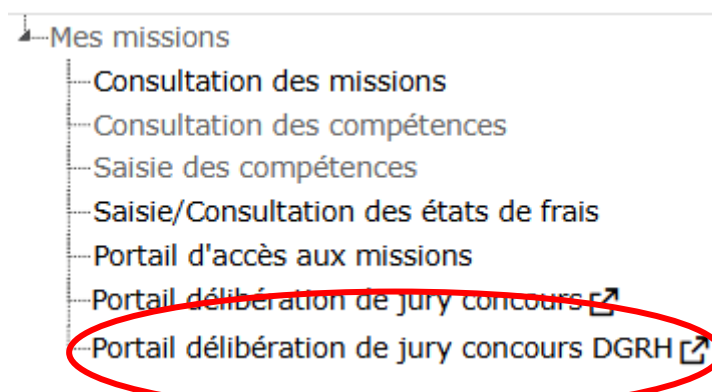 Mes missions
Consultation des missions
Consultation des compétences
Saisie des compétences
Saisie/Consultation des états de frais
Portail d'accès aux missions
Portail délibération de jury concours
Portail délibération de jury concours DGRH